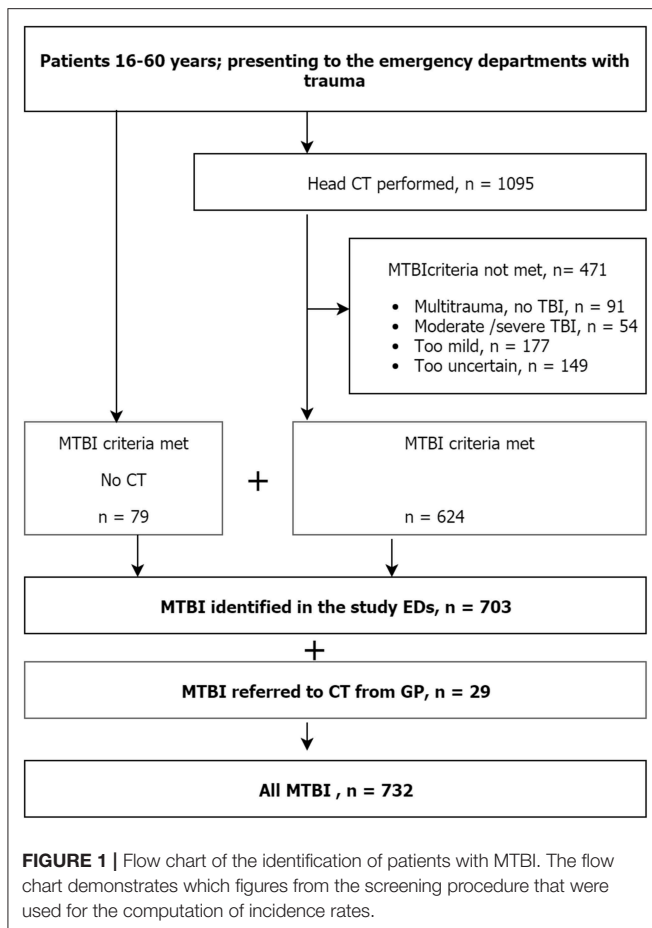 Patients 16-60 years; presenting to the emergency departments with
trauma
Head CT performed, n = 1095
MTBIcriteria not met, n= 471
• Multitrauma, no TBI, n = 91
• Moderate /severe TBI, n = 54
• Too mild, n = 177
• Too uncertain, n = 149
MTBI criteria met
No CT
n = 79
+
MTBI criteria met
n = 624
MTBI identified in the study EDs, n = 703
+
MTBI referred to CT from GP, n = 29
All MTBI , n = 732
FIGURE 1 | Flow chart of the identification of patients with MTBI. The flow
chart demonstrates which figures from the screening procedure that were
used for the computation of incidence rates.